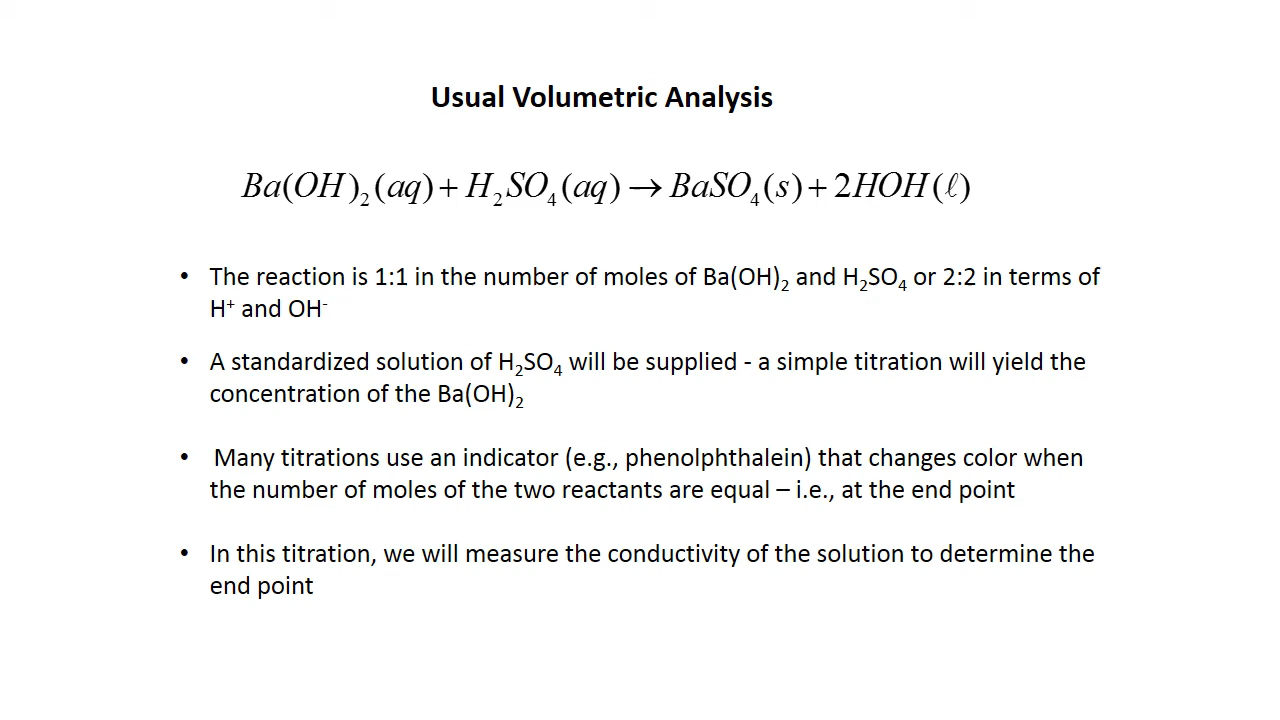 Usual Volumetric Analysis
Ba(OH)₂(aq) + H₂SO₄(aq) → BaSO₄(s) + 2HOH(ℓ)
• The reaction is 1:1 in the number of moles of Ba(OH)₂ and H₂SO₄ or 2:2 in terms of
H⁺ and OH⁻
• A standardized solution of H₂SO₄ will be supplied - a simple titration will yield the
concentration of the Ba(OH)₂
• Many titrations use an indicator (e.g., phenolphthalein) that changes color when
the number of moles of the two reactants are equal – i.e., at the end point
• In this titration, we will measure the conductivity of the solution to determine the
end point